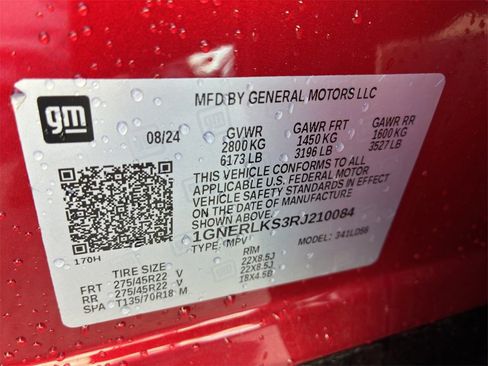 MFD BY GENERAL MOTORS LLC
gm
08/24
GVWR GAWR FRT GAWR RR
2800 KG 1450 KG 1600 KG
6173 LB 3196 LB 3527 LB
THIS VEHICLE CONFORMS TO ALL
APPLICABLE U.S. FEDERAL MOTOR
VEHICLE SAFETY STANDARDS IN EFFECT
ON THE DATE OF MANUFACTURE
SHOWN ABOVE.
1GNERLKS3RJ210084
TYPE: MPV MODEL: 341LD56
170H
TIRE SIZE RIM
FRT 275/45R22 V 22X8.5J
RR 275/45R22 V 22X8.5J
SPA T135/70R18 M 18X4.5B